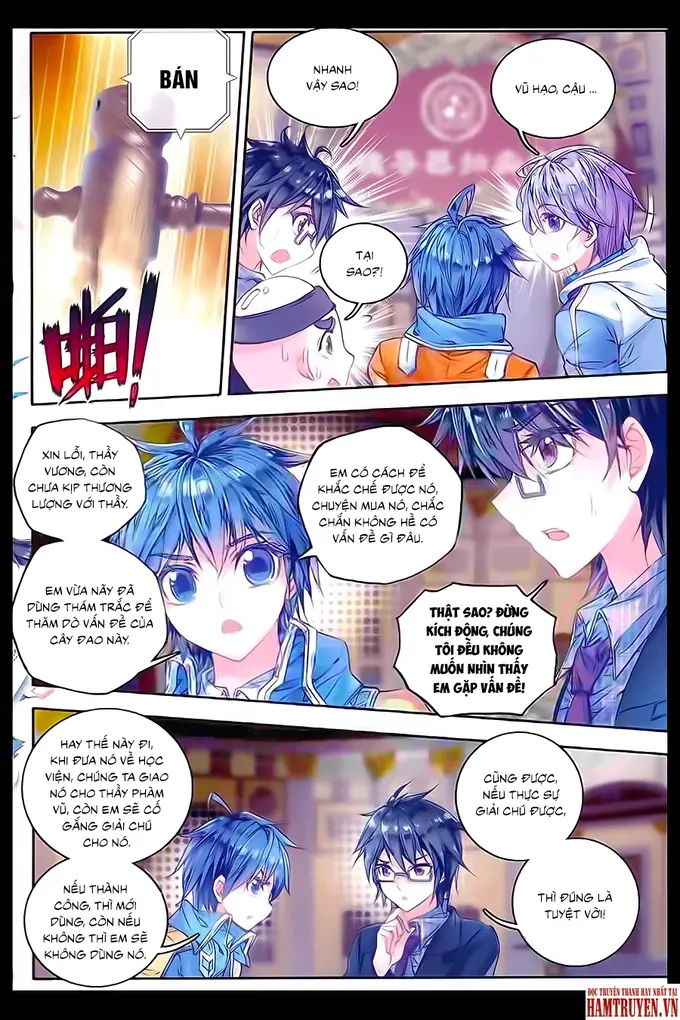 BÁN
NHANH
VẬY SAO!
VŨ HẠO, CẬU ...
TẠI
SAO?!
啪!
XIN LỖI, THẦY
VƯƠNG, CÒN
CHƯA KỊP THƯƠNG
LƯỢNG VỚI THẦY.
EM VỪA NÃY ĐÃ
DÙNG THÁM TRẮC ĐỂ
THĂM DÒ VẤN ĐỀ CỦA
CÂY ĐAO NÀY.
EM CÓ CÁCH ĐỂ
KHẮC CHẾ ĐƯỢC NÓ,
CHUYỆN MUA NÓ, CHẮC
CHẮN KHÔNG HỀ CÓ
VẤN ĐỀ GÌ ĐÂU.
THẬT SAO? ĐỪNG
KÍCH ĐỘNG, CHÚNG
TÔI ĐỀU KHÔNG
MUỐN NHÌN THẤY
EM GẶP VẤN ĐỀ!
HAY THẾ NÀY ĐI,
KHI ĐƯA NÓ VỀ HỌC
VIỆN, CHÚNG TA GIAO
NÓ CHO THẦY PHÀM
VŨ, CÒN EM SẼ CỐ
GẮNG GIẢI CHÚ
CHO NÓ.
NẾU THÀNH
CÔNG, THÌ MỚI
DÙNG, CÒN NẾU
KHÔNG THÌ EM SẼ
KHÔNG DÙNG NÓ.
CŨNG ĐƯỢC,
NẾU THỰC SỰ
GIẢI CHÚ ĐƯỢC,
THÌ ĐÚNG LÀ
TUYỆT VỜI!
ĐỌC TRUYỆN TRANH HAY NHẤT TẠI
HAMTRUYEN.VN